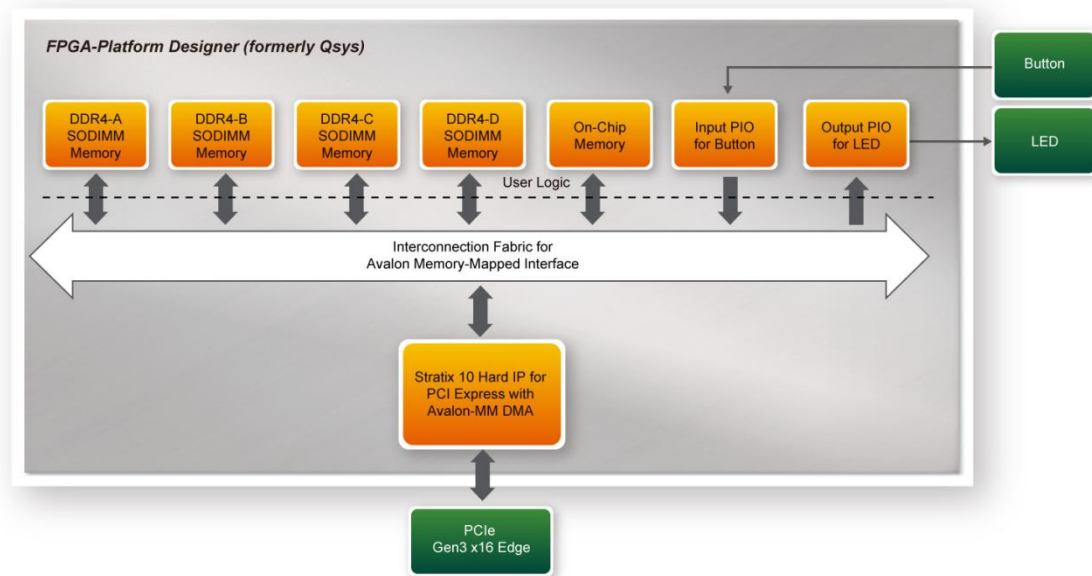 FPGA-Platform Designer (formerly Qsys)
Button
LED
DDR4-A
SODIMM
Memory
DDR4-B
SODIMM
Memory
DDR4-C
SODIMM
Memory
DDR4-D
SODIMM
Memory
On-Chip
Memory
Input PIO
for Button
Output PIO
for LED
User Logic
Interconnection Fabric for
Avalon Memory-Mapped Interface
Stratix 10 Hard IP for
PCI Express with
Avalon-MM DMA
PCIe
Gen3 x16 Edge